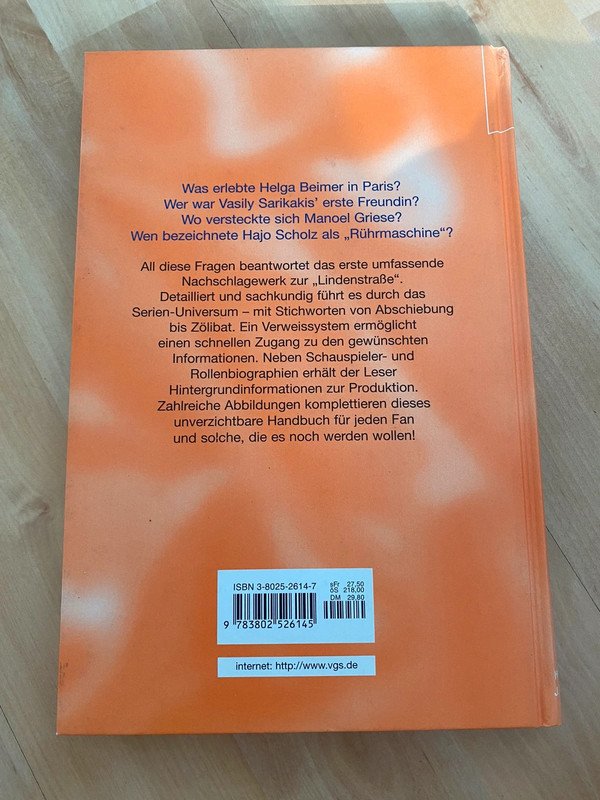 Was erlebte Helga Beimer in Paris?
Wer war Vasily Sarikakis’ erste Freundin?
Wo versteckte sich Manoel Griese?
Wen bezeichnete Hajo Scholz als „Rührmaschine“?
All diese Fragen beantwortet das erste umfassende
Nachschlagewerk zur „Lindenstraße“.
Detailliert und sachkundig führt es durch das
Serien-Universum – mit Stichworten von Abschiebung
bis Zölibat. Ein Verweissystem ermöglicht
einen schnellen Zugang zu den gewünschten
Informationen. Neben Schauspieler- und
Rollenbiographien erhält der Leser
Hintergrundinformationen zur Produktion.
Zahlreiche Abbildungen komplettieren dieses
unverzichtbare Handbuch für jeden Fan
und solche, die es noch werden wollen!
ISBN 3-8025-2614-7
sFr 27,50
öS 218,00
DM 29,80
9 783802 526145
internet: http://www.vgs.de